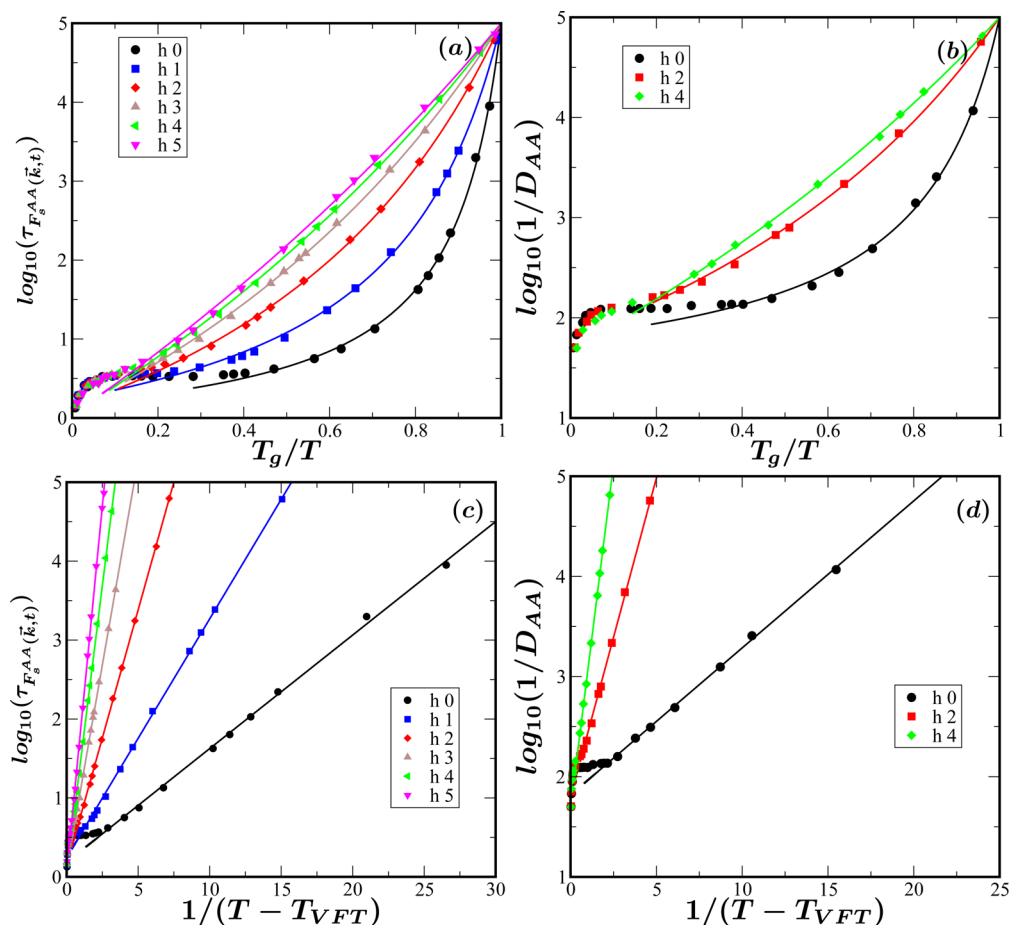 log10(τFsAA(k⃗,t))
5
4
3
2
1
0
(a)
h 0
h 1
h 2
h 3
h 4
h 5
0
0.2
0.4
0.6
0.8
1
Tg/T
log10(1/DAA)
5
4
3
2
1
(b)
h 0
h 2
h 4
0
0.2
0.4
0.6
0.8
1
Tg/T
log10(τFsAA(k⃗,t))
5
4
3
2
1
0
(c)
h 0
h 1
h 2
h 3
h 4
h 5
0
5
10
15
20
25
30
1/(T − TVFT)
log10(1/DAA)
5
4
3
2
1
(d)
h 0
h 2
h 4
0
5
10
15
20
25
1/(T − TVFT)